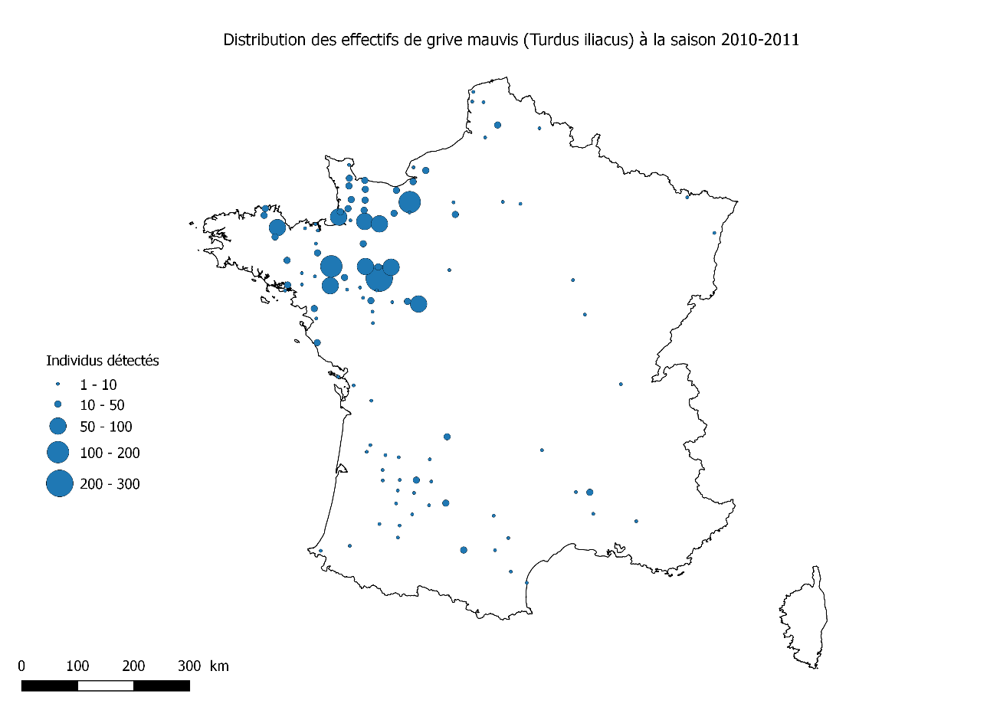 Distribution des effectifs de grive mauvis (Turdus iliacus) à la saison 2010-2011
Individus détectés
1 - 10
10 - 50
50 - 100
100 - 200
200 - 300
0 100 200 300 km